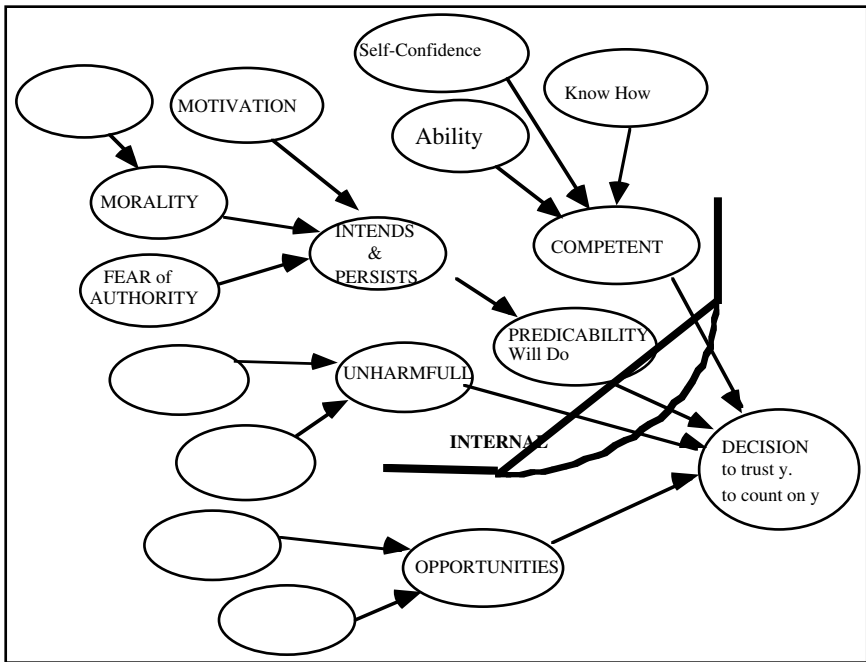 Self-Confidence
MOTIVATION
Know How
Ability
MORALITY
INTENDS
&
PERSISTS
COMPETENT
FEAR of
AUTHORITY
PREDICABILITY
Will Do
UNHARMFULL
INTERNAL
DECISION
to trust y.
to count on y
OPPORTUNITIES